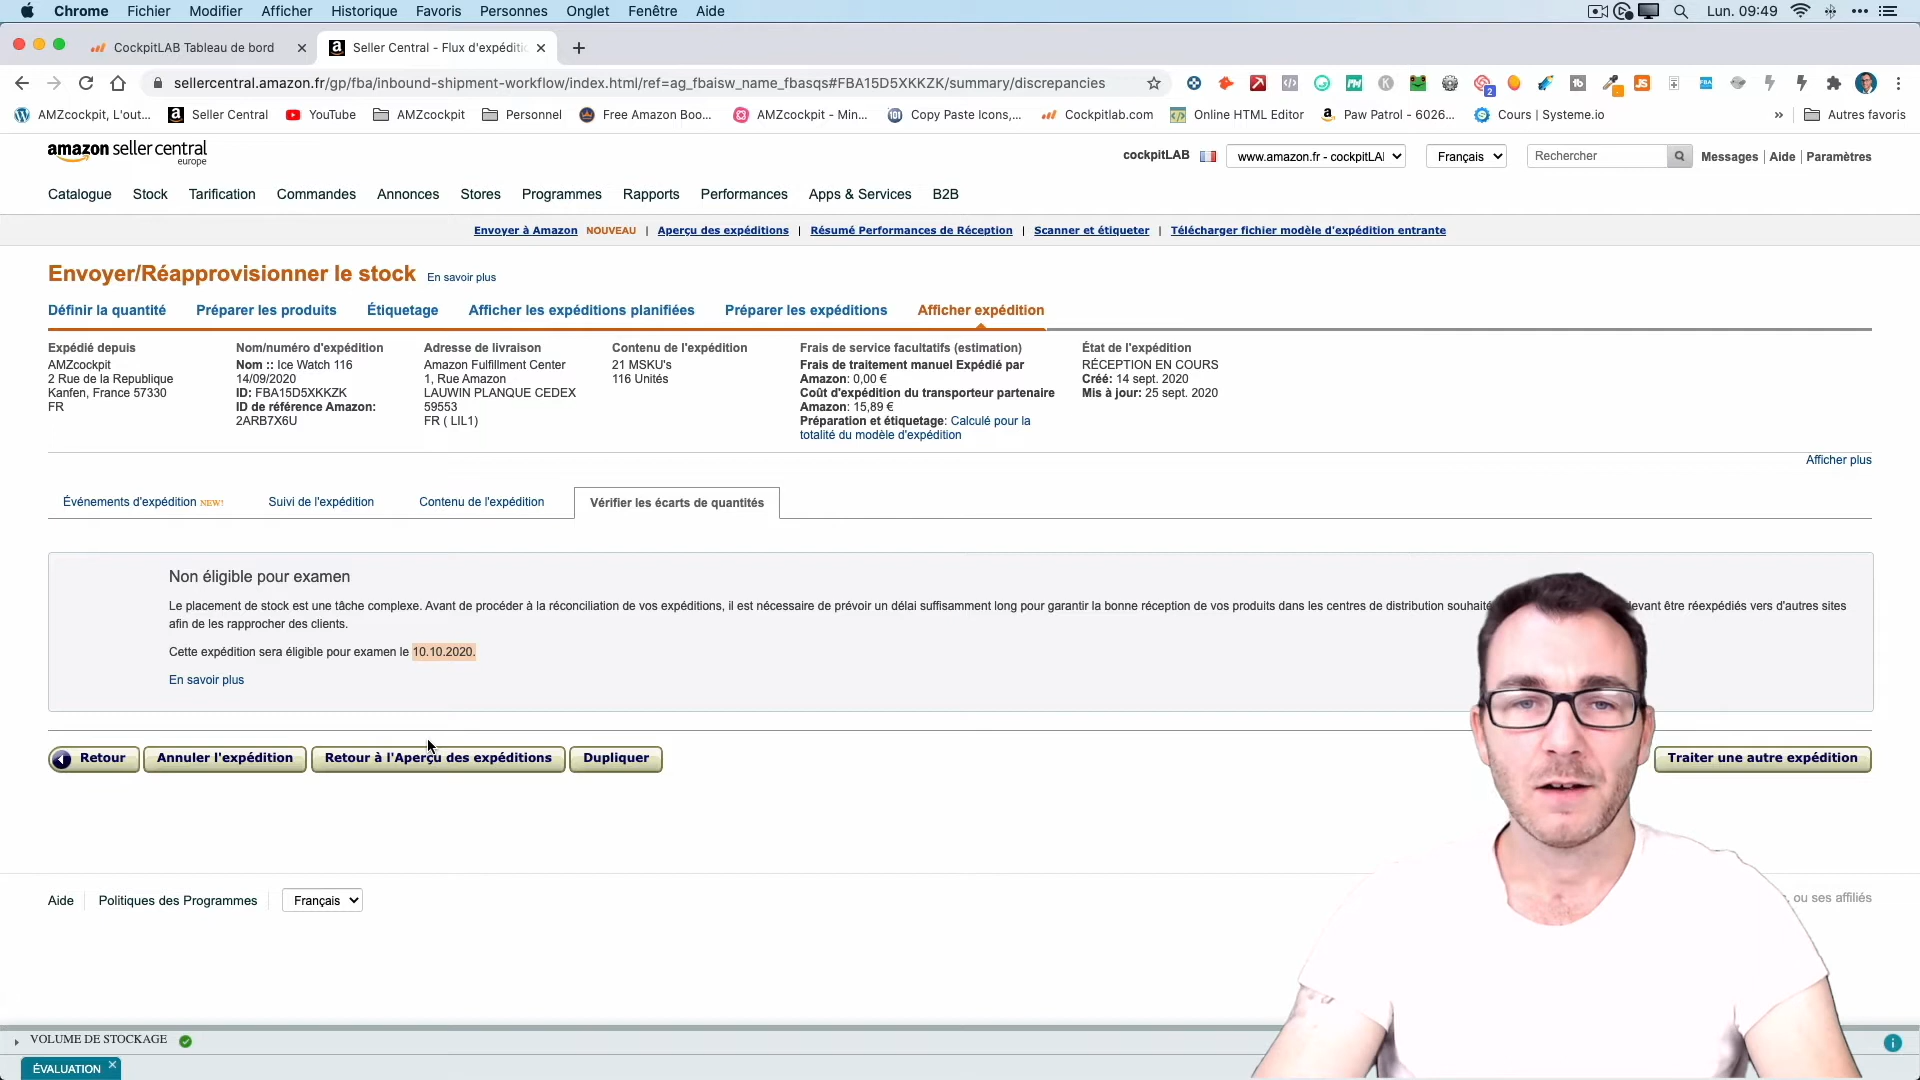 Chrome Fichier Modifier Afficher Historique Favoris Personnes Onglet Fenêtre Aide Lun. 09:49
CockpitLAB Tableau de bord Seller Central - Flux d'expéditi
sellercentral.amazon.fr/gp/fba/inbound-shipment-workflow/index.html/ref=ag_fbaisw_name_fbasqs#FBA15D5XKKZK/summary/discrepancies
AMZcockpit, L'out... Seller Central YouTube AMZcockpit Personnel Free Amazon Boo... AMZcockpit - Min... Copy Paste Icons,... Cockpitlab.com Online HTML Editor Paw Patrol - 6026... Cours | Systeme.io » Autres favoris
amazon seller central
europe
cockpitLAB www.amazon.fr - cockpitLA Français Rechercher Messages | Aide | Paramètres
Catalogue Stock Tarification Commandes Annonces Stores Programmes Rapports Performances Apps & Services B2B
Envoyer à Amazon NOUVEAU | Aperçu des expéditions | Résumé Performances de Réception | Scanner et étiqueter | Télécharger fichier modèle d'expédition entrante
Envoyer/Réapprovisionner le stock En savoir plus
Définir la quantité Préparer les produits Étiquetage Afficher les expéditions planifiées Préparer les expéditions Afficher expédition
Expédié depuis
AMZcockpit
2 Rue de la Republique
Kanfen, France 57330
FR
Nom/numéro d'expédition
Nom :: Ice Watch 116
14/09/2020
ID: FBA15D5XKKZK
ID de référence Amazon:
2ARB7X6U
Adresse de livraison
Amazon Fulfillment Center
1, Rue Amazon
LAUWIN PLANQUE CEDEX
59553
FR ( LIL1)
Contenu de l'expédition
21 MSKU's
116 Unités
Frais de service facultatifs (estimation)
Frais de traitement manuel Expédié par
Amazon: 0,00 €
Coût d'expédition du transporteur partenaire
Amazon: 15,89 €
Préparation et étiquetage: Calculé pour la
totalité du modèle d'expédition
État de l'expédition
RÉCEPTION EN COURS
Créé: 14 sept. 2020
Mis à jour: 25 sept. 2020
Afficher plus
Événements d'expédition NEW! Suivi de l'expédition Contenu de l'expédition Vérifier les écarts de quantités
Non éligible pour examen
Le placement de stock est une tâche complexe. Avant de procéder à la réconciliation de vos expéditions, il est nécessaire de prévoir un délai suffisamment long pour garantir la bonne réception de vos produits dans les centres de distribution souhaité devant être réexpédiés vers d'autres sites
afin de les rapprocher des clients.
Cette expédition sera éligible pour examen le 10.10.2020.
En savoir plus
Retour Annuler l'expédition Retour à l'Aperçu des expéditions Dupliquer Traiter une autre expédition
Aide Politiques des Programmes Français ou ses affiliés
VOLUME DE STOCKAGE
ÉVALUATION